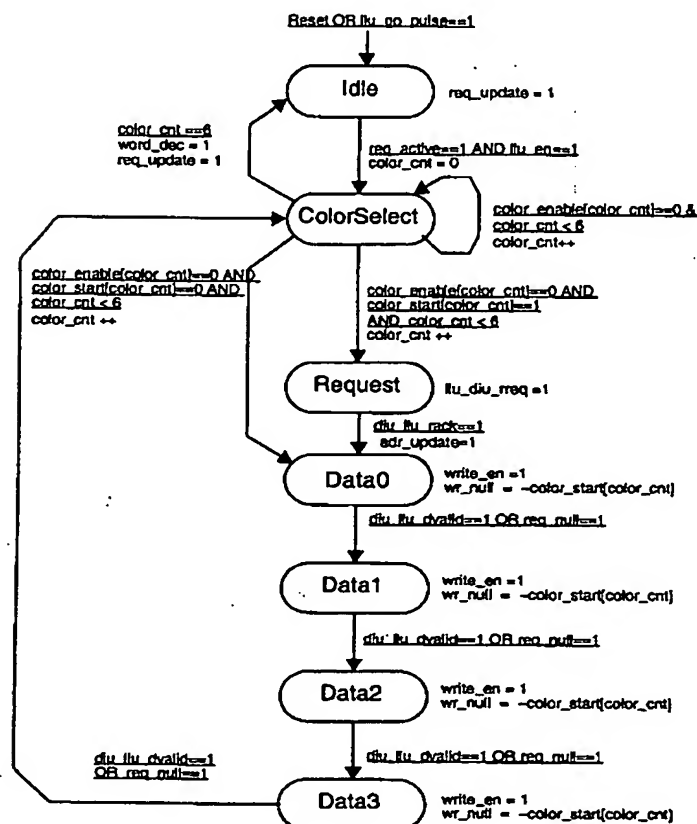 Reset OR llu_go_pulse==1
Idle
req_update = 1
color_cnt ==6
word_dec = 1
req_update = 1
req_active==1 AND llu_en==1
color_cnt = 0
ColorSelect
color_enable[color_cnt]==0 &
color_cnt < 6
color_cnt++
color_enable[color_cnt]==0 AND
color_start[color_cnt]==0 AND
color_cnt < 6
color_cnt ++
color_enable[color_cnt]==0 AND
color_start[color_cnt]==1
AND color_cnt < 6
color_cnt ++
Request
llu_diu_rreq =1
diu_llu_rack==1
adr_update=1
Data0
write_en =1
wr_null = ~color_start[color_cnt]
diu_llu_dvalid==1 OR req_null==1
Data1
write_en =1
wr_null = ~color_start[color_cnt]
diu_llu_dvalid==1 OR req_null==1
Data2
write_en = 1
wr_null = ~color_start[color_cnt]
diu_llu_dvalid==1
OR req_null==1
diu_llu_dvalid==1 OR req_null==1
Data3
write_en = 1
wr_null = ~color_start[color_cnt]